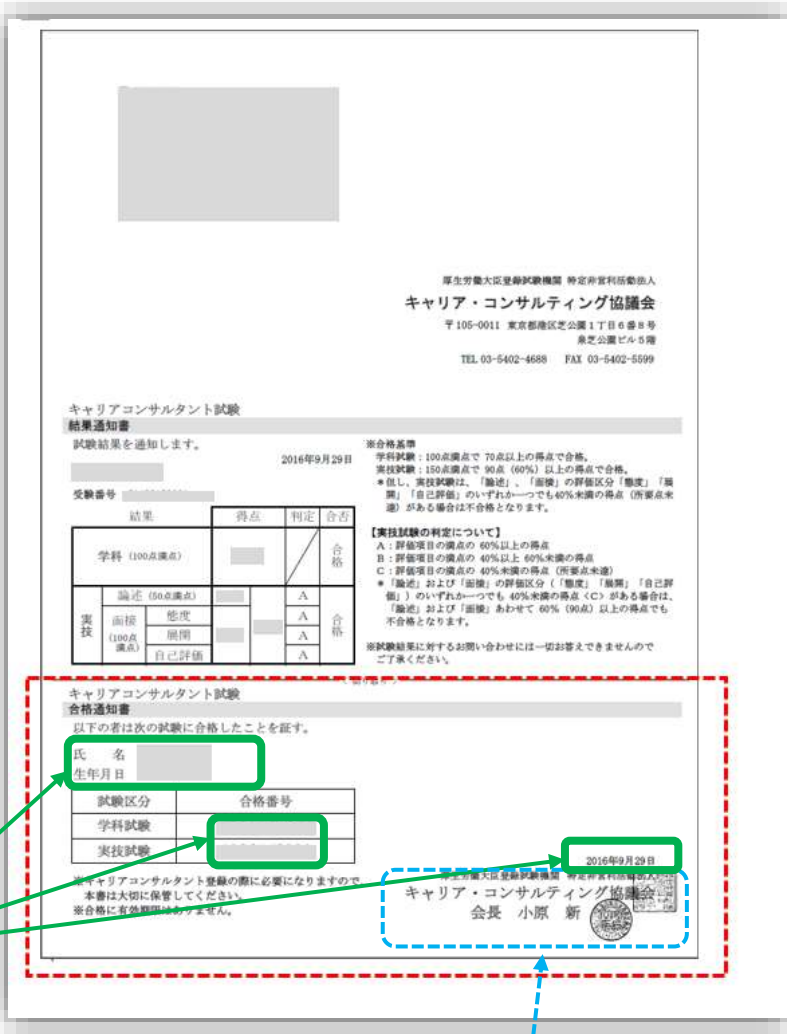 厚生労働大臣登録試験機関 特定非営利活動法人
キャリア・コンサルティング協議会
〒105-0011 東京都港区芝公園1丁目6番8号
泉芝公園ビル5階
TEL 03-5402-4688 FAX 03-5402-5599
キャリアコンサルタント試験
結果通知書
試験結果を通知します。
2016年9月29日
受験番号
結果 得点 判定 合否
学科 (100点満点) 合格
実技 論述 (50点満点) A 合格
面接 (100点満点) 態度 A
展開 A
自己評価 A
※合格基準
学科試験:100点満点で 70点以上の得点で合格。
実技試験:150点満点で 90点(60%)以上の得点で合格。
*但し、実技試験は、「論述」、「面接」の評価区分「態度」「展
開」「自己評価」のいずれか一つでも40%未満の得点(所要点未
達)がある場合は不合格となります。
【実技試験の判定について】
A:評価項目の満点の 60%以上の得点
B:評価項目の満点の 40%以上 60%未満の得点
C:評価項目の満点の 40%未満の得点(所要点未達)
*「論述」および「面接」の評価区分(「態度」「展開」「自己評
価」)のいずれか一つでも 40%未満の得点<C>がある場合は、
「論述」および「面接」あわせて 60%(90点)以上の得点でも
不合格となります。
※試験結果に対するお問い合わせには一切お答えできませんので
ご了承ください。
キャリアコンサルタント試験
合格通知書
以下の者は次の試験に合格したことを証す。
氏 名
生年月日
試験区分 合格番号
学科試験
実技試験
※キャリアコンサルタント登録の際に必要になりますので
本書は大切に保管してください。
※合格に有効期限はありません。
2016年9月29日
厚生労働大臣登録試験機関 特定非営利活動法人
キャリア・コンサルティング協議会
会長 小原 新